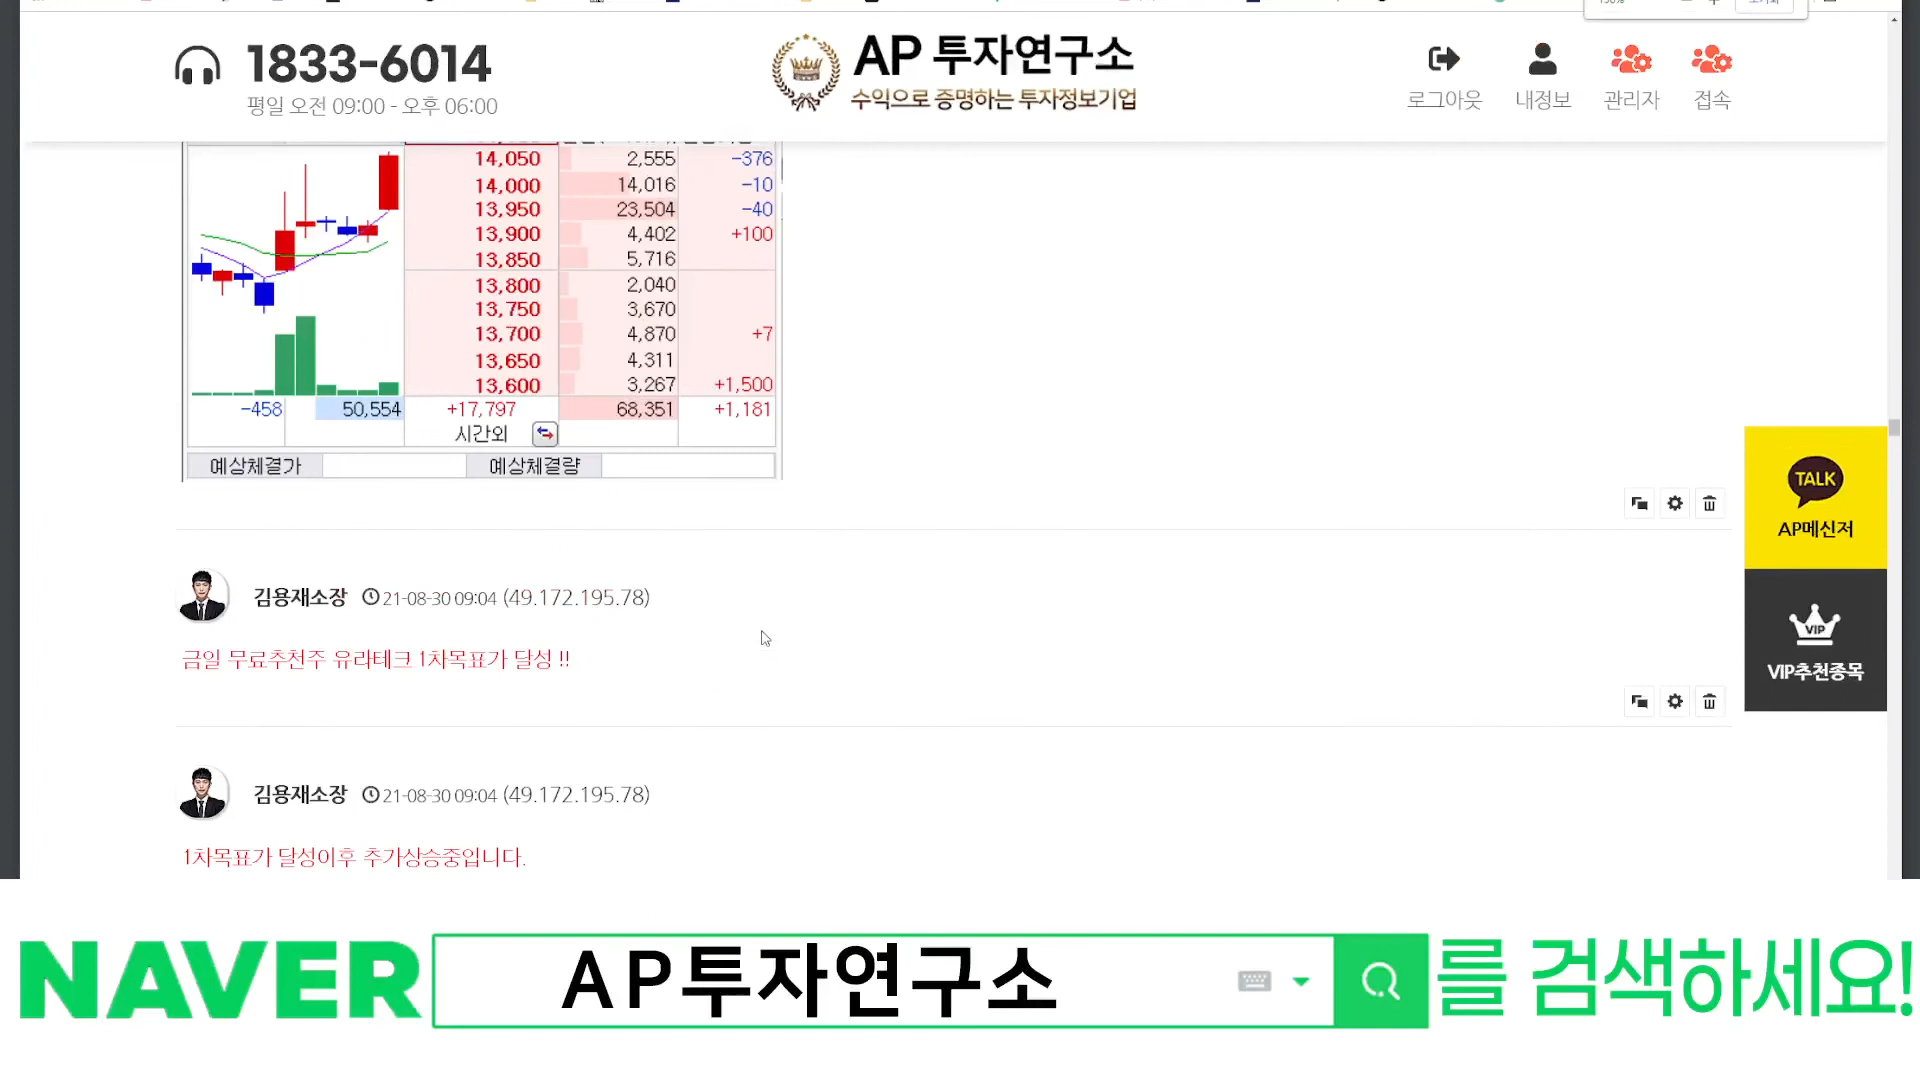 1833-6014
평일 오전 09:00 - 오후 06:00
AP 투자연구소
수익으로 증명하는 투자정보기업
로그아웃
내정보
관리자
접속
14,050 2,555 -376
14,000 14,016 -10
13,950 23,504 -40
13,900 4,402 +100
13,850 5,716
13,800 2,040
13,750 3,670
13,700 4,870 +7
13,650 4,311
13,600 3,267 +1,500
-458 50,554 +17,797 68,351 +1,181
시간외
예상체결가 예상체결량
TALK
AP메신저
VIP
VIP추천종목
김용재소장 21-08-30 09:04 (49.172.195.78)
금일 무료추천주 유라테크 1차목표가 달성 !!
김용재소장 21-08-30 09:04 (49.172.195.78)
1차목표가 달성이후 추가상승중입니다.
NAVER AP투자연구소 를 검색하세요!